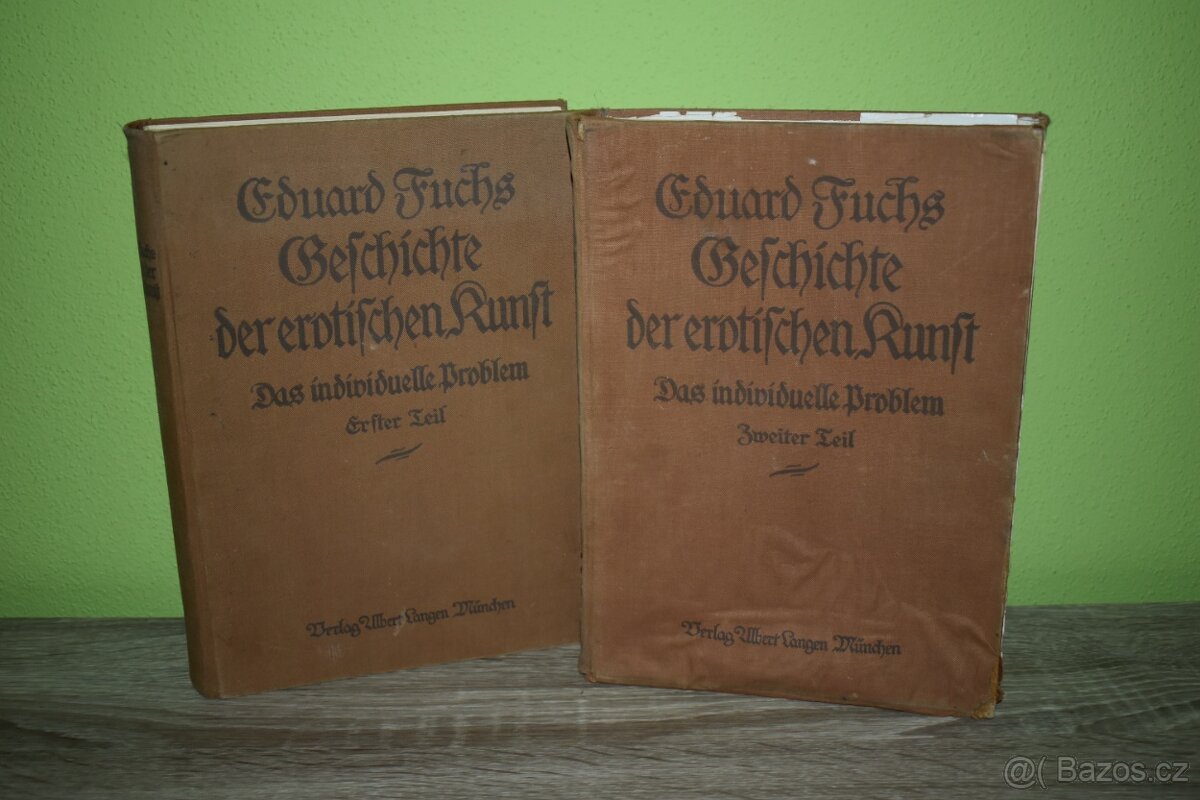 Eduard Fuchs
Geschichte
der erotischen Kunst
Das individuelle Problem
Erster Teil
Verlag Albert Langen München
Eduard Fuchs
Geschichte
der erotischen Kunst
Das individuelle Problem
Zweiter Teil
Verlag Albert Langen München
@( Bazos.cz